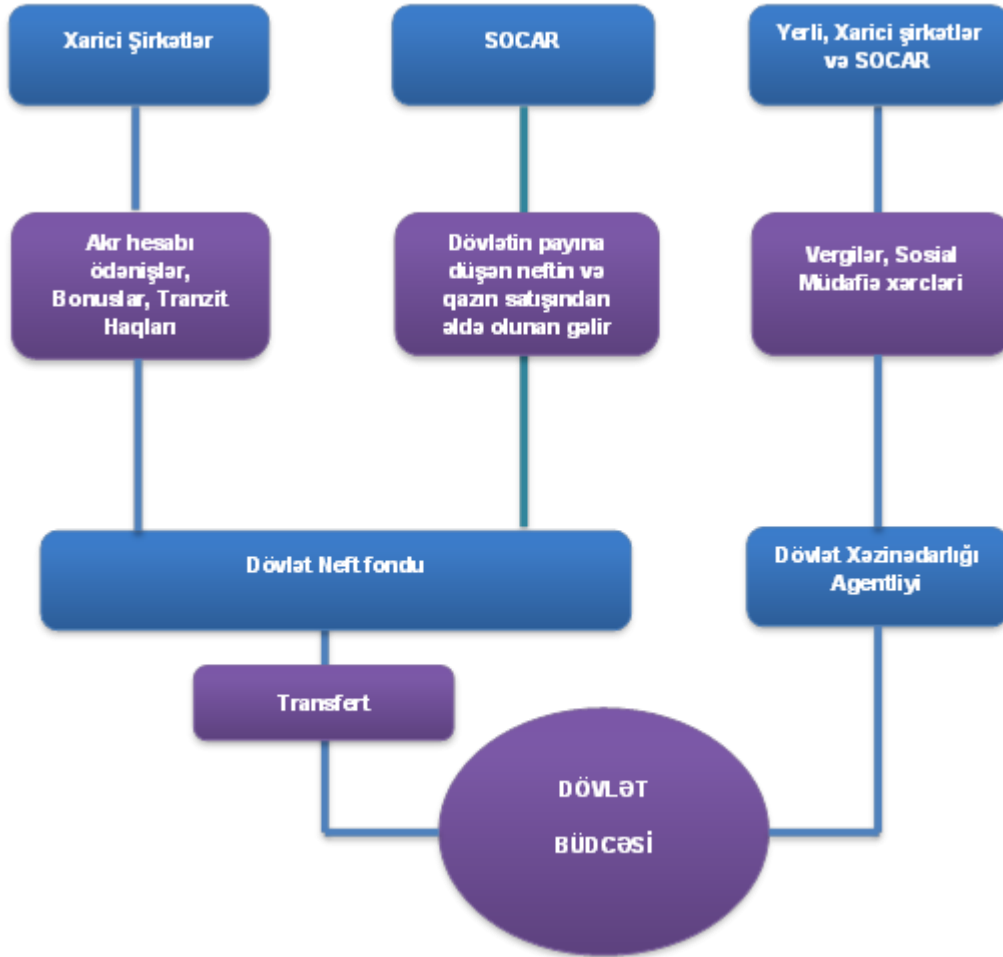 Xarici Şirkətlər
SOCAR
Yerli, Xarici şirkətlər
və SOCAR
Akr hesabı
ödənişlər,
Bonuslar, Tranzit
Haqları
Dövlətin payına
düşən neftin və
qazın satışından
əldə olunan gəlir
Vergilər, Sosial
Müdafiə xərcləri
Dövlət Neft fondu
Dövlət Xəzinədarlığı
Agentliyi
Transfert
DÖVLƏT
BÜDCƏSİ